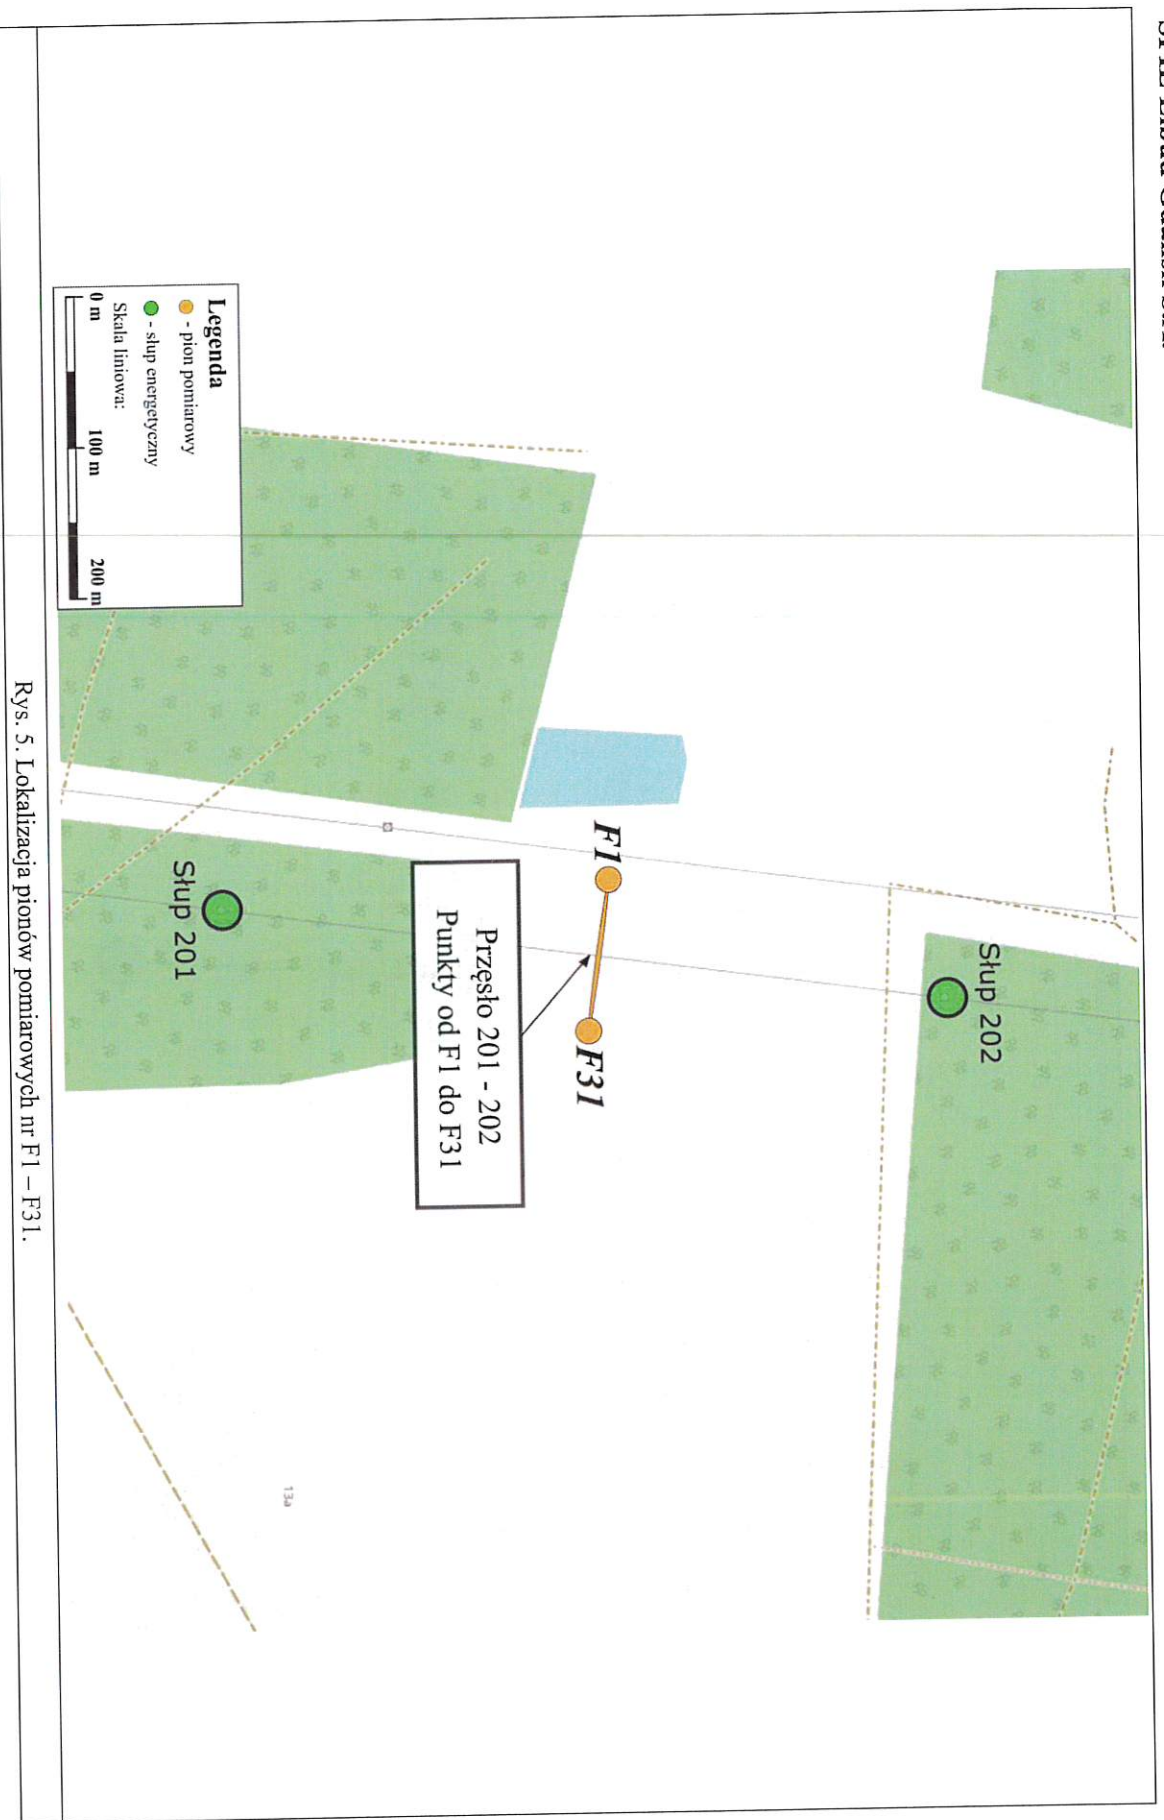 Słup 202
F1
F31
Przęsło 201 - 202
Punkty od F1 do F31
Słup 201
13a
Legenda
- pion pomiarowy
- słup energetyczny
Skala liniowa:
0 m 100 m 200 m
Rys. 5. Lokalizacja pionów pomiarowych nr F1 – F31.